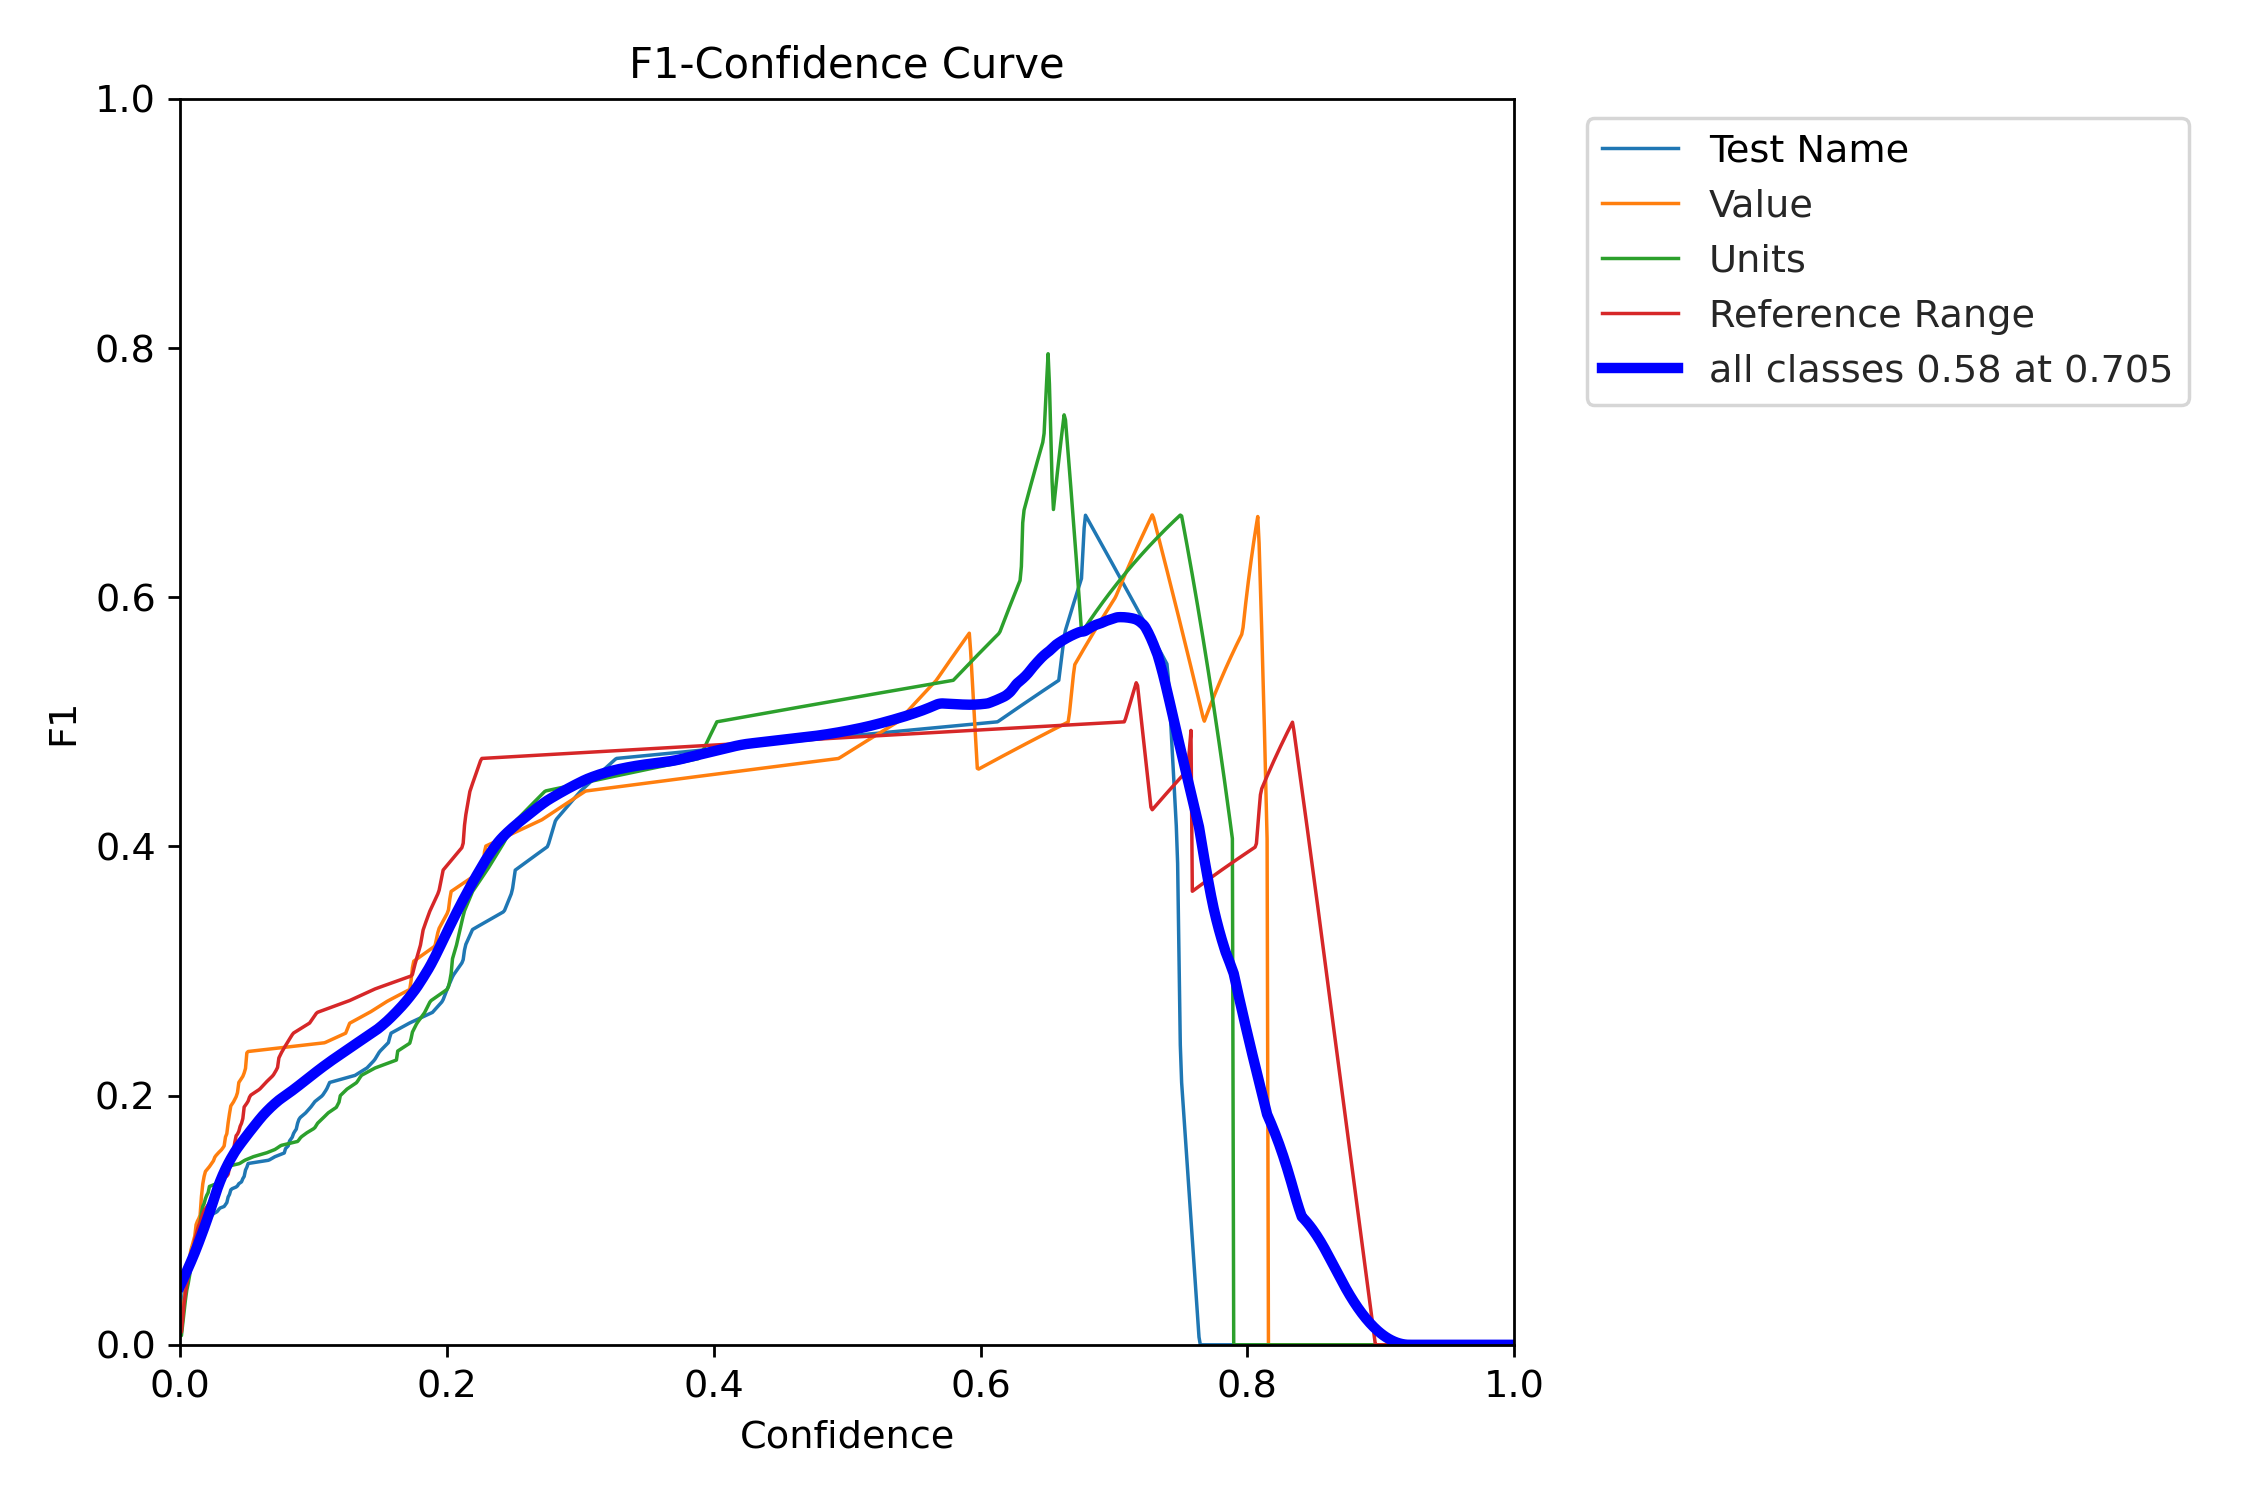 F1-Confidence Curve
1.0
0.8
0.6
0.4
0.2
0.0
F1
0.0 0.2 0.4 0.6 0.8 1.0
Confidence
Test Name
Value
Units
Reference Range
all classes 0.58 at 0.705